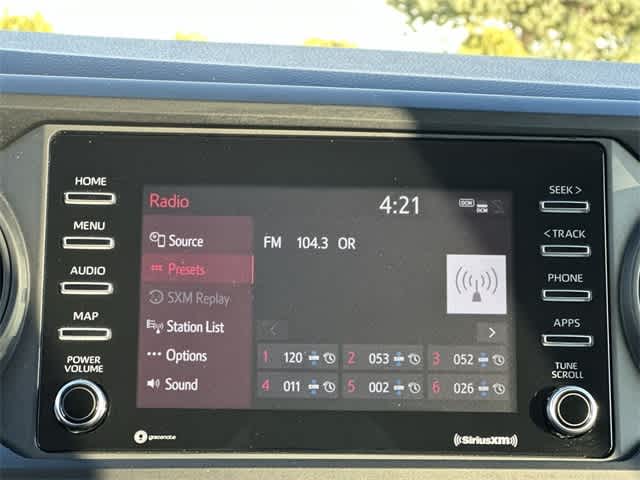 HOME
MENU
AUDIO
MAP
POWER
VOLUME
Radio
4:21
DCM
DCM
Source
Presets
SXM Replay
Station List
Options
Sound
FM 104.3 OR
1 120
2 053
3 052
4 011
5 002
6 026
SEEK >
< TRACK
PHONE
APPS
TUNE
SCROLL
gracenote
((SiriusXM))